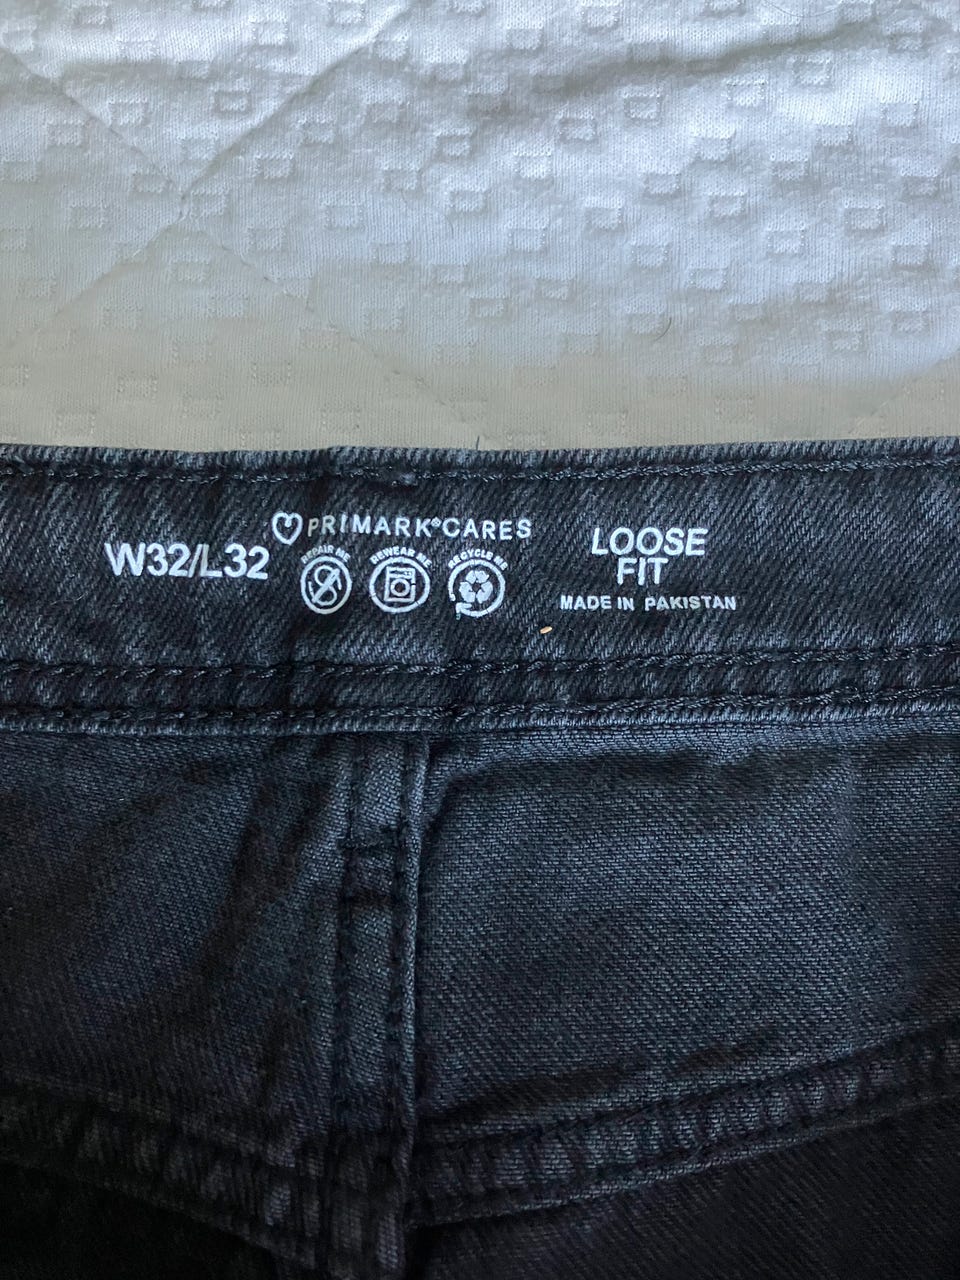 W32/L32
PRIMARK®CARES
REPAIR ME
REWEAR ME
RECYCLE ME
LOOSE
FIT
MADE IN PAKISTAN